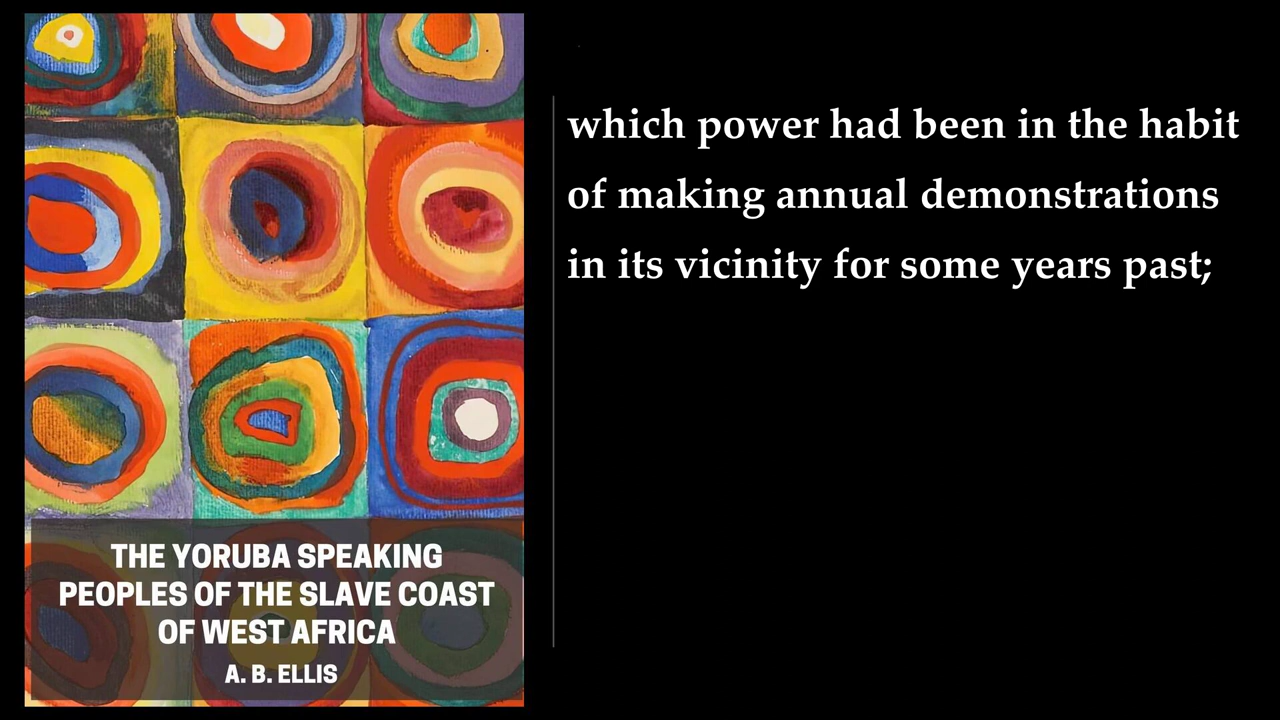 which power had been in the habit
of making annual demonstrations
in its vicinity for some years past;
THE YORUBA SPEAKING
PEOPLES OF THE SLAVE COAST
OF WEST AFRICA
A. B. ELLIS